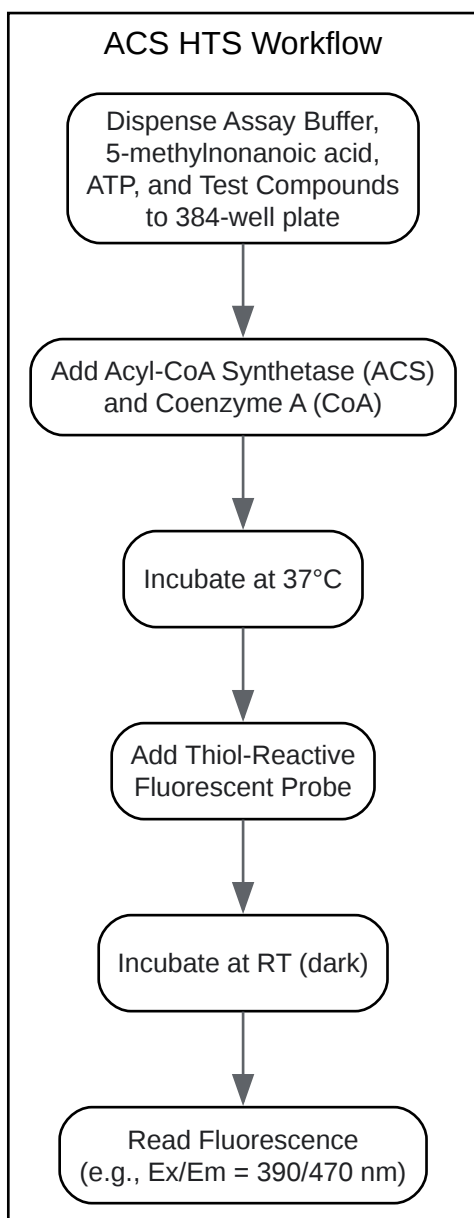 ACS HTS Workflow
Dispense Assay Buffer,
5-methylnonanoic acid,
ATP, and Test Compounds
to 384-well plate
Add Acyl-CoA Synthetase (ACS)
and Coenzyme A (CoA)
Incubate at 37°C
Add Thiol-Reactive
Fluorescent Probe
Incubate at RT (dark)
Read Fluorescence
(e.g., Ex/Em = 390/470 nm)